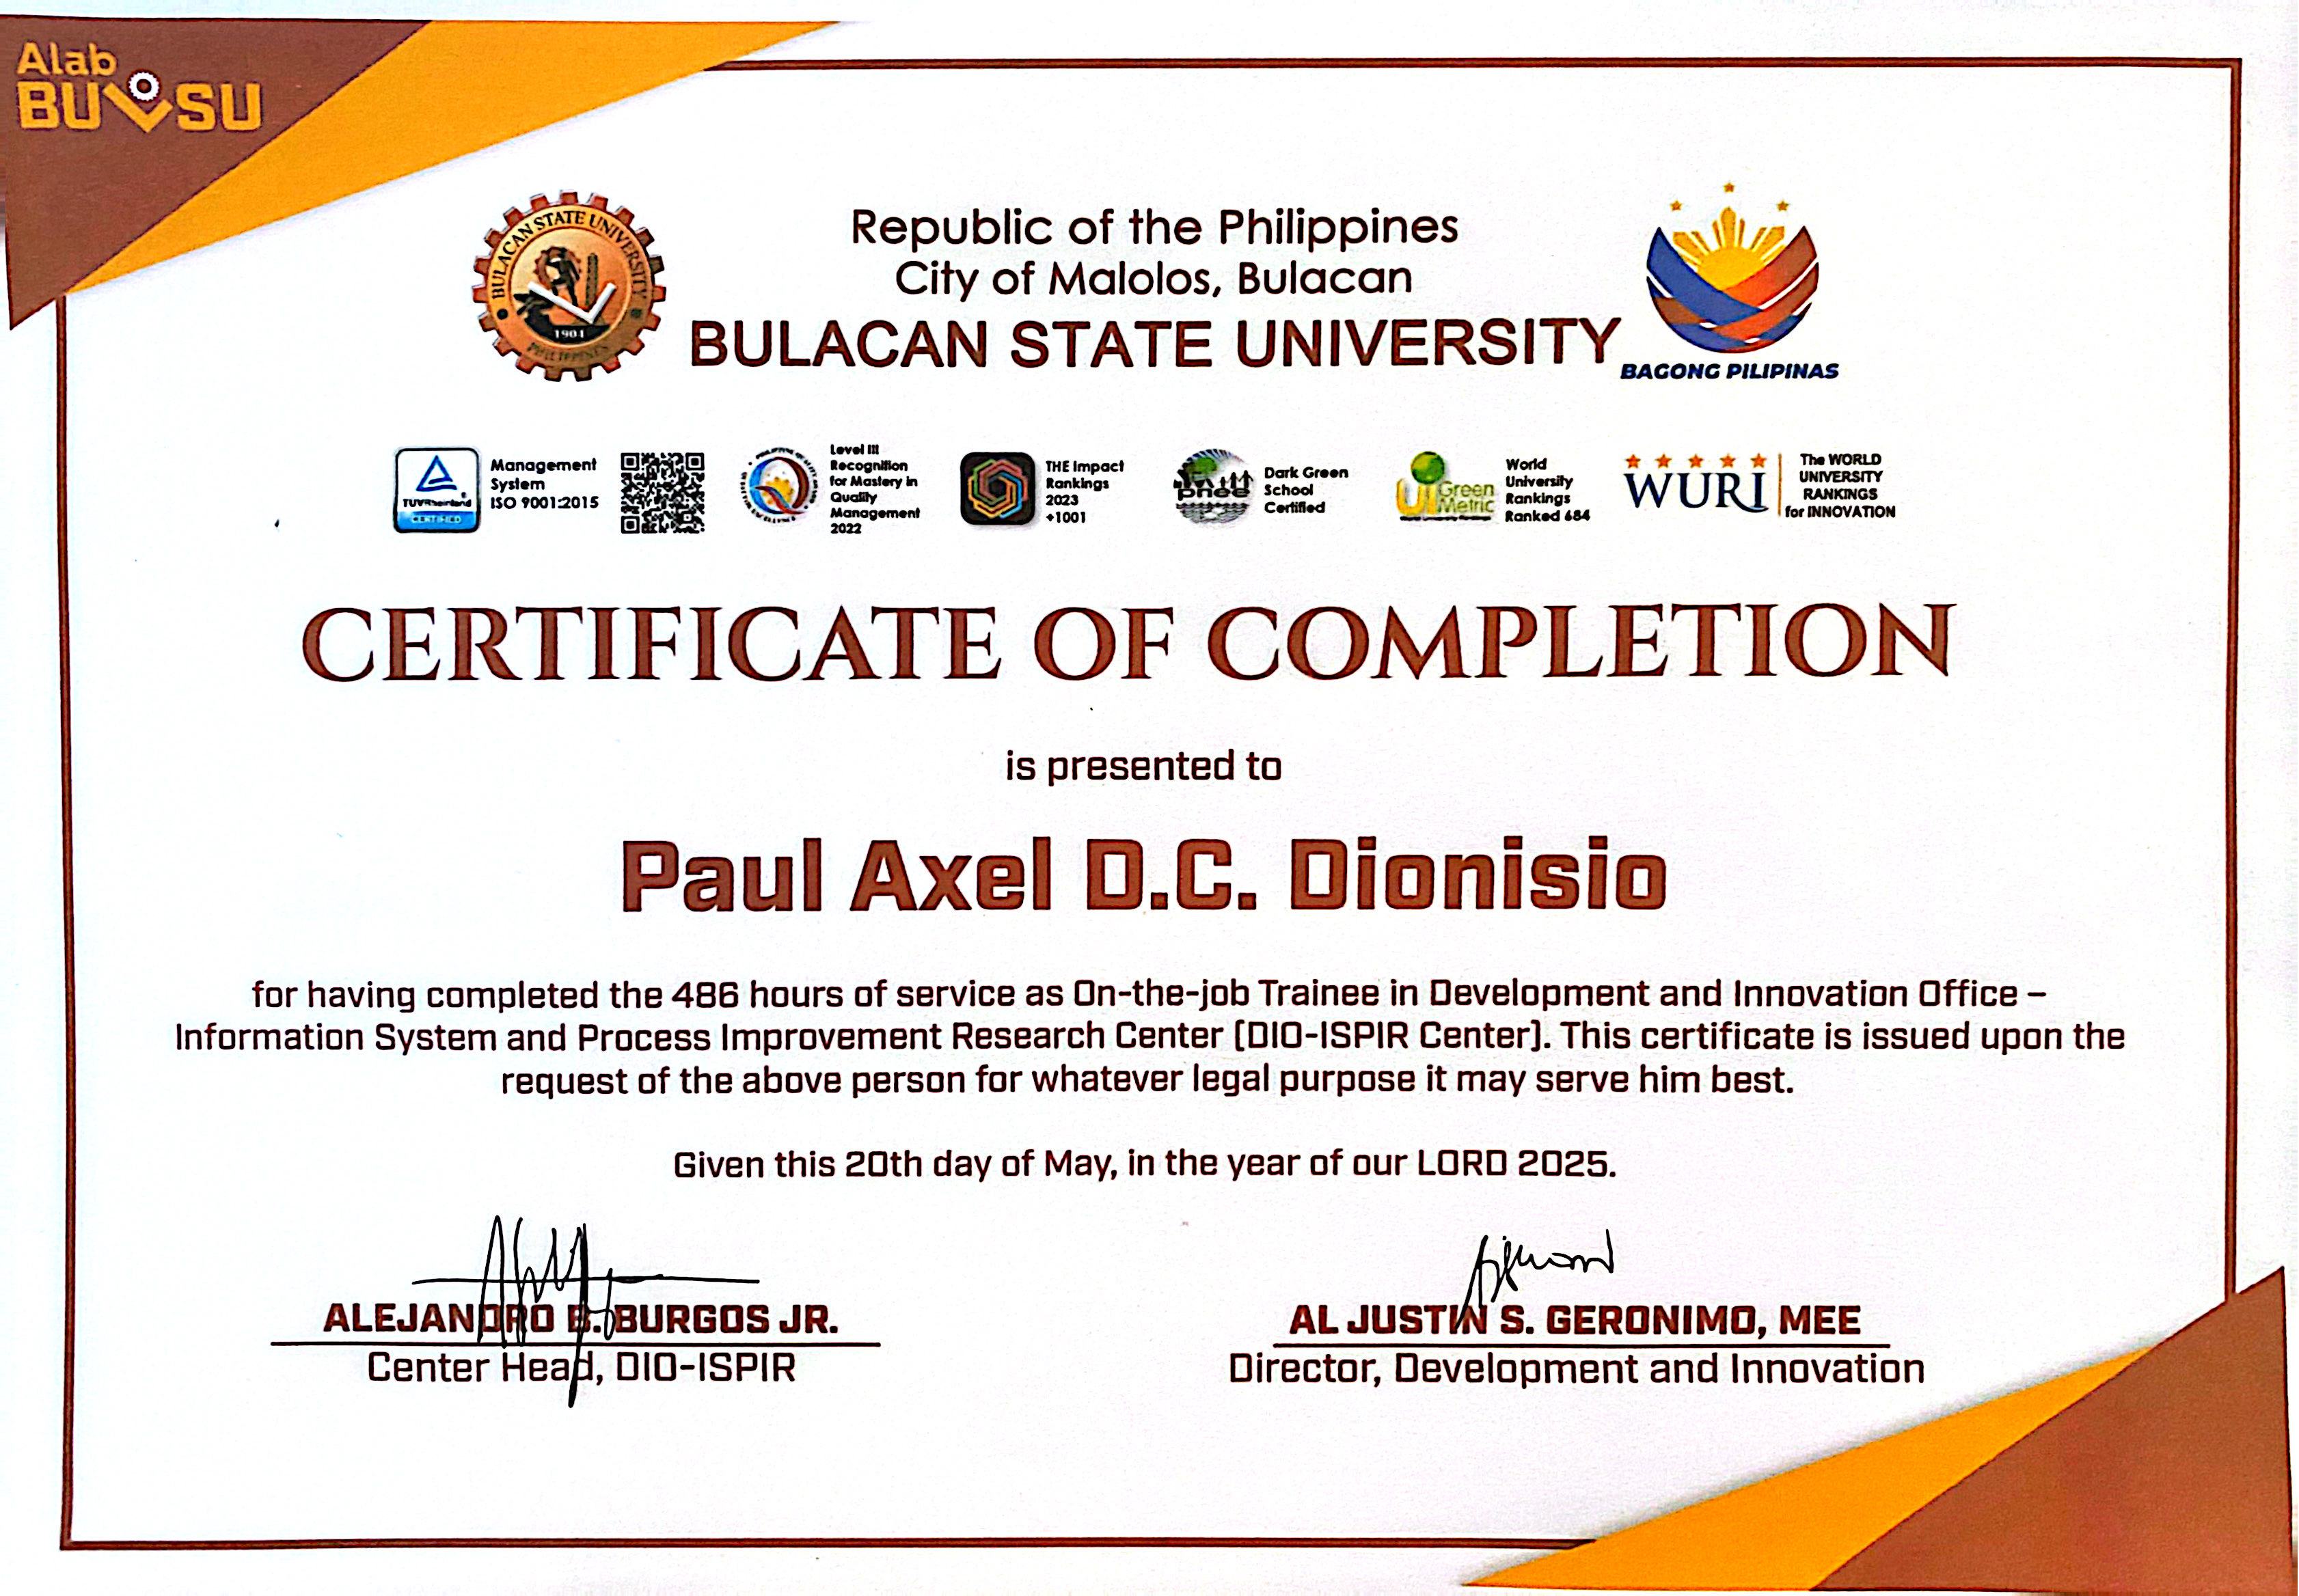 Alab
BULSU
Republic of the Philippines
City of Malolos, Bulacan
BULACAN STATE UNIVERSITY
BULACAN STATE UNIVERSITY
1904
PHILIPPINES
BAGONG PILIPINAS
TÜVRheinland
CERTIFIED
Management
System
ISO 9001:2015
Level III
Recognition
for Mastery in
Quality
Management
2022
THE Impact
Rankings
2023
+1001
Dark Green
School
Certified
UI
Green
Metric
World
University
Rankings
Ranked 684
WURI
The WORLD
UNIVERSITY
RANKINGS
for INNOVATION
CERTIFICATE OF COMPLETION
is presented to
Paul Axel D.C. Dionisio
for having completed the 486 hours of service as On-the-job Trainee in Development and Innovation Office –
Information System and Process Improvement Research Center [DIO-ISPIR Center]. This certificate is issued upon the
request of the above person for whatever legal purpose it may serve him best.
Given this 20th day of May, in the year of our LORD 2025.
ALEJANDRO B. BURGOS JR.
Center Head, DIO-ISPIR
AL JUSTIN S. GERONIMO, MEE
Director, Development and Innovation